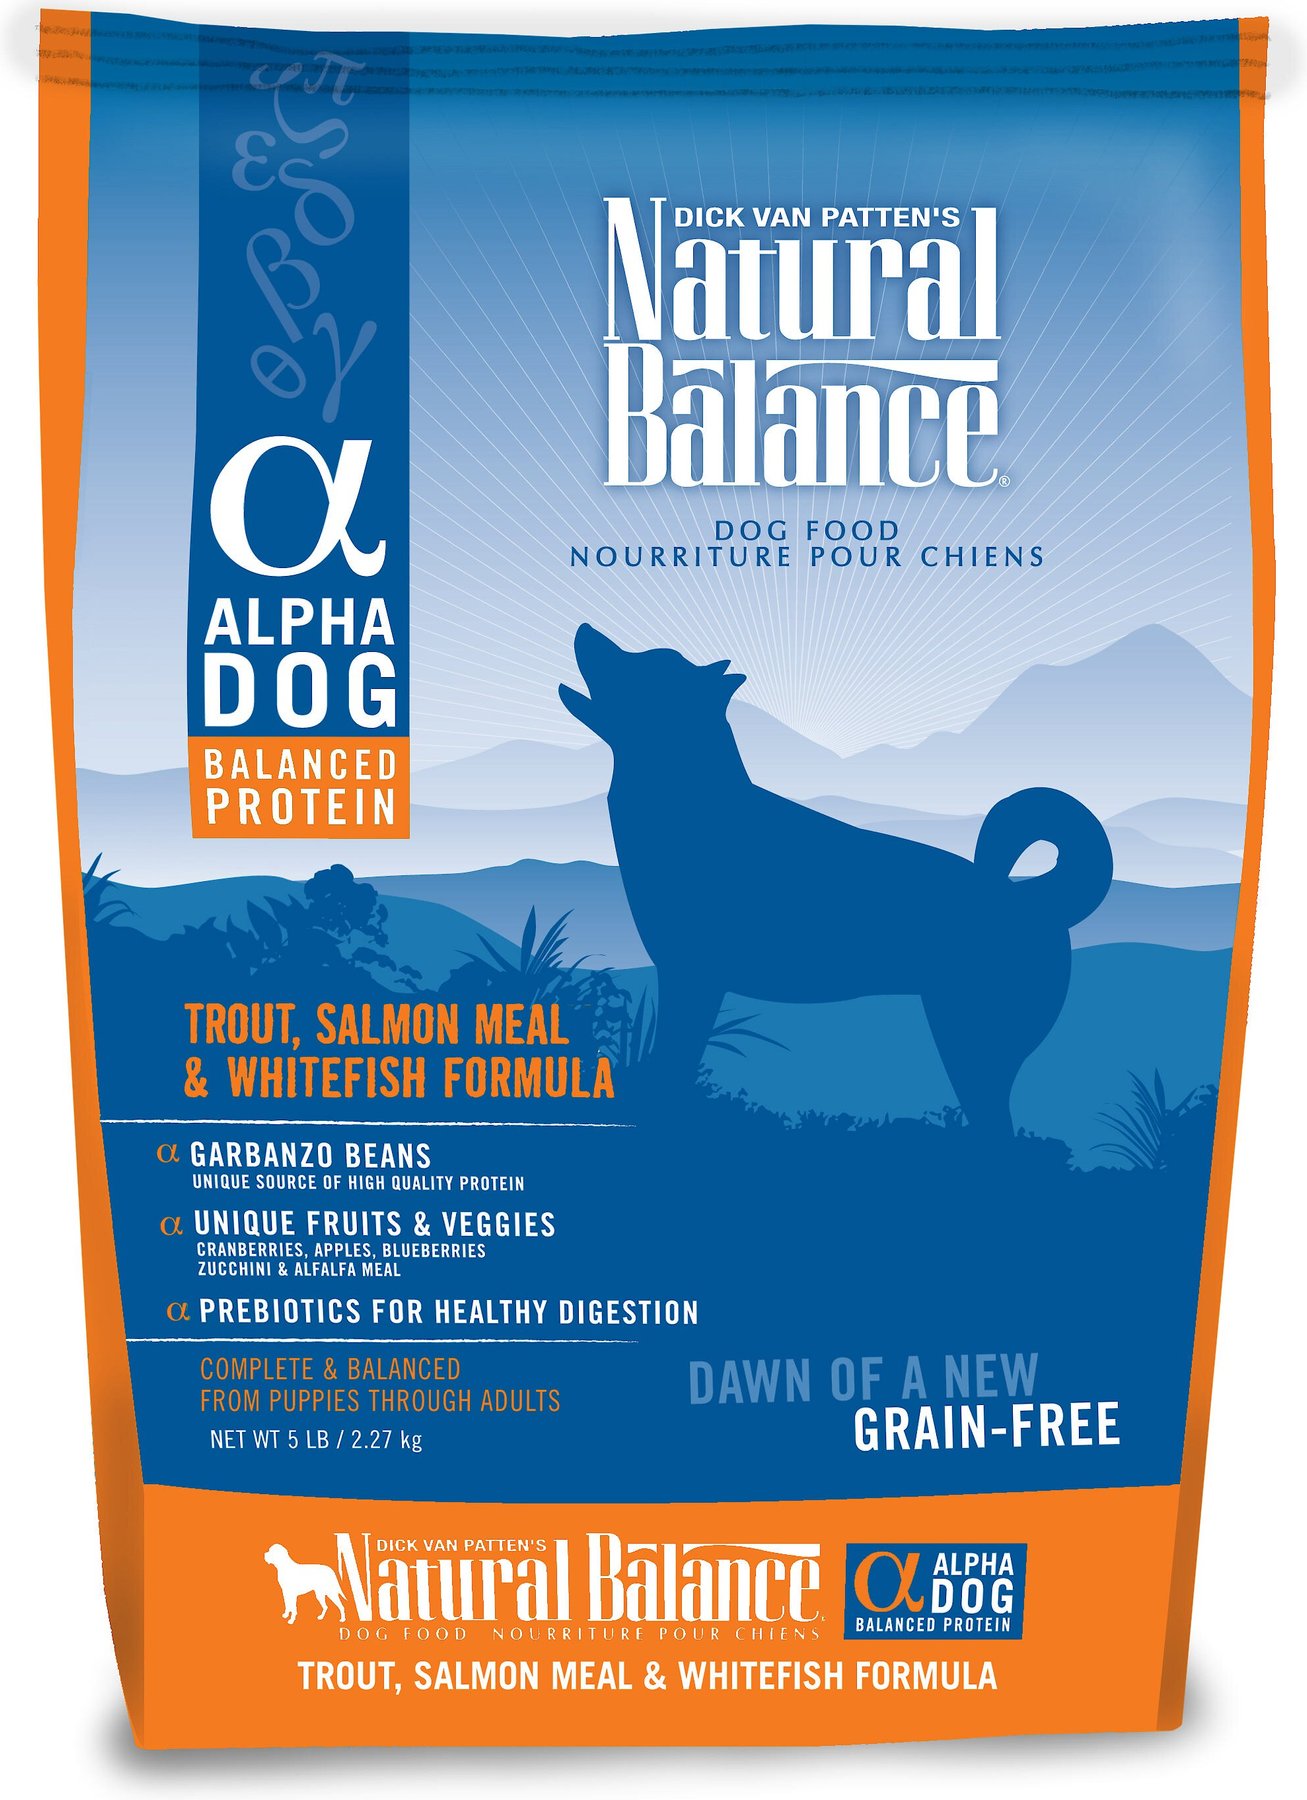 ε ζ π
δ
β
θ γ
α
ALPHA
DOG
BALANCED
PROTEIN
DICK VAN PATTEN'S
Natural
Balance®
DOG FOOD
NOURRITURE POUR CHIENS
TROUT, SALMON MEAL
& WHITEFISH FORMULA
α GARBANZO BEANS
UNIQUE SOURCE OF HIGH QUALITY PROTEIN
α UNIQUE FRUITS & VEGGIES
CRANBERRIES, APPLES, BLUEBERRIES
ZUCCHINI & ALFALFA MEAL
α PREBIOTICS FOR HEALTHY DIGESTION
COMPLETE & BALANCED
FROM PUPPIES THROUGH ADULTS
NET WT 5 LB / 2.27 kg
DAWN OF A NEW
GRAIN-FREE
DICK VAN PATTEN'S
Natural Balance
DOG FOOD NOURRITURE POUR CHIENS
α ALPHA
DOG
BALANCED PROTEIN
TROUT, SALMON MEAL & WHITEFISH FORMULA